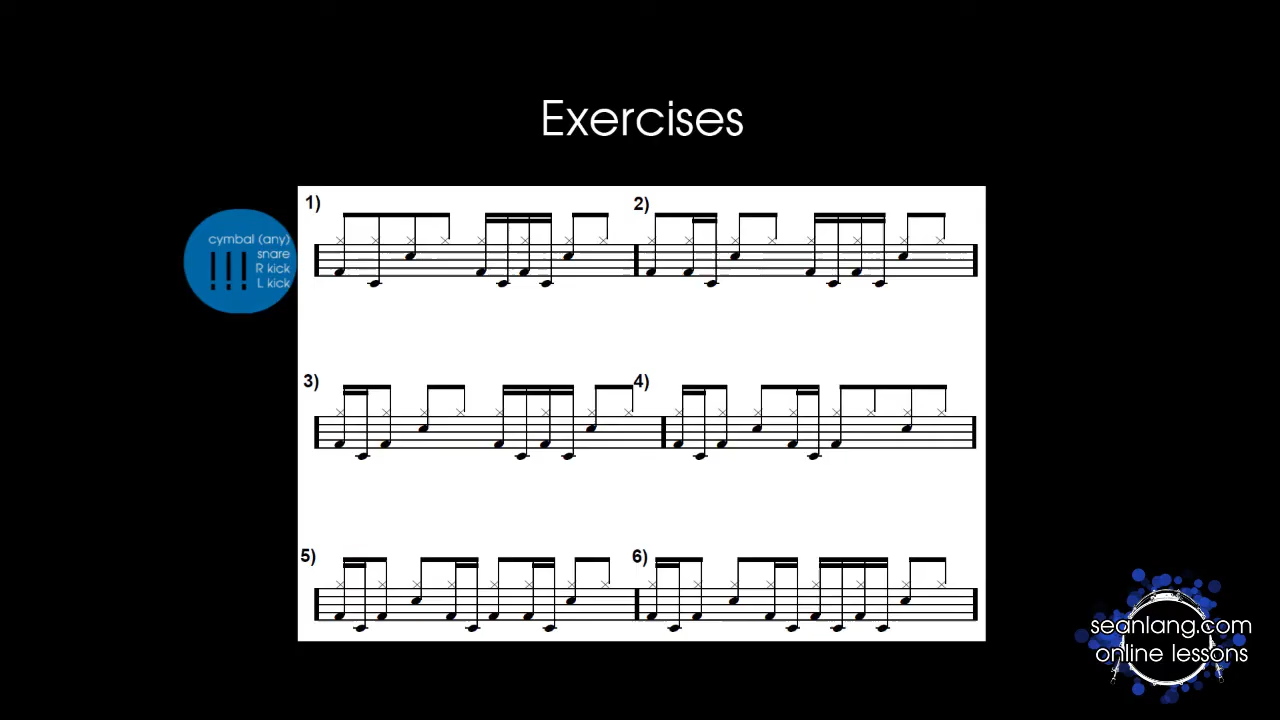 Exercises
1)
2)
cymbal (any)
snare
!!! R kick
L kick
3)
4)
5)
6)
seanlang.com
online lessons